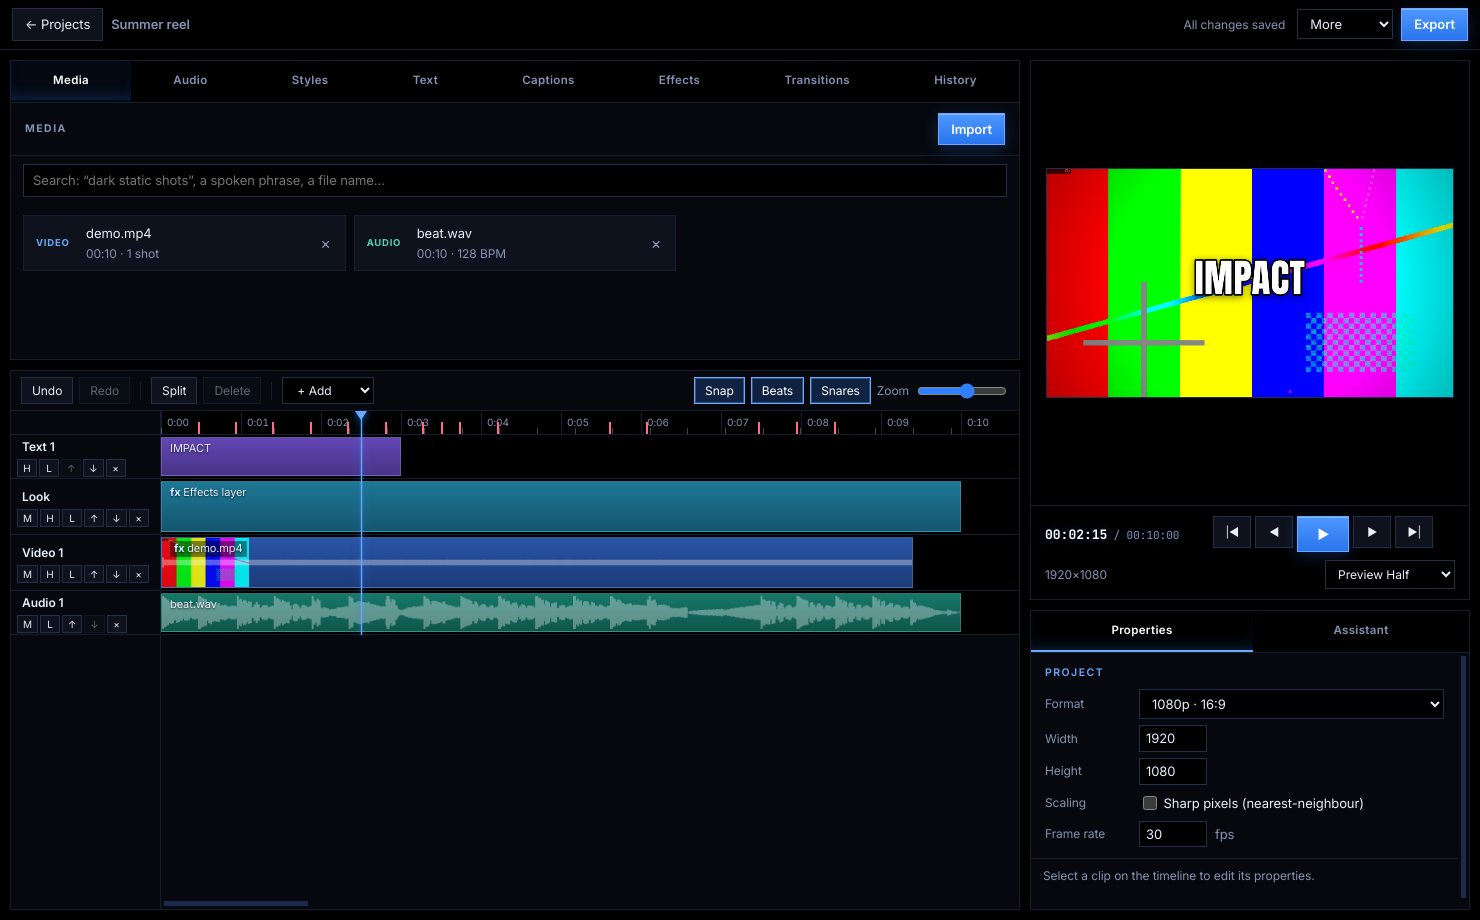 ← Projects
Summer reel
All changes saved
More
Export
Media
Audio
Styles
Text
Captions
Effects
Transitions
History
MEDIA
Import
Search: “dark static shots”, a spoken phrase, a file name...
VIDEO
demo.mp4
00:10 · 1 shot
×
AUDIO
beat.wav
00:10 · 128 BPM
×
IMPACT
Undo
Redo
Split
Delete
+ Add
Snap
Beats
Snares
Zoom
0:00
0:01
0:02
0:03
0:04
0:05
0:06
0:07
0:08
0:09
0:10
Text 1
H L ↑ ↓ ×
IMPACT
Look
M H L ↑ ↓ ×
fx Effects layer
Video 1
M H L ↑ ↓ ×
fx demo.mp4
Audio 1
M L ↑ ↓ ×
beat.wav
00:02:15 / 00:10:00
1920×1080
Preview Half
Properties
Assistant
PROJECT
Format
1080p · 16:9
Width
1920
Height
1080
Scaling
Sharp pixels (nearest-neighbour)
Frame rate
30
fps
Select a clip on the timeline to edit its properties.